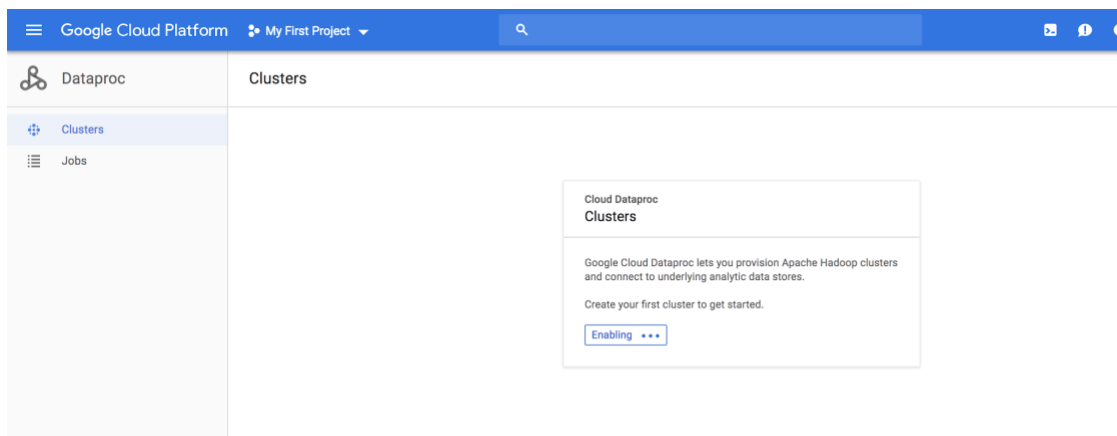 Google Cloud Platform
My First Project
Dataproc
Clusters
Clusters
Jobs
Cloud Dataproc
Clusters
Google Cloud Dataproc lets you provision Apache Hadoop clusters
and connect to underlying analytic data stores.
Create your first cluster to get started.
Enabling